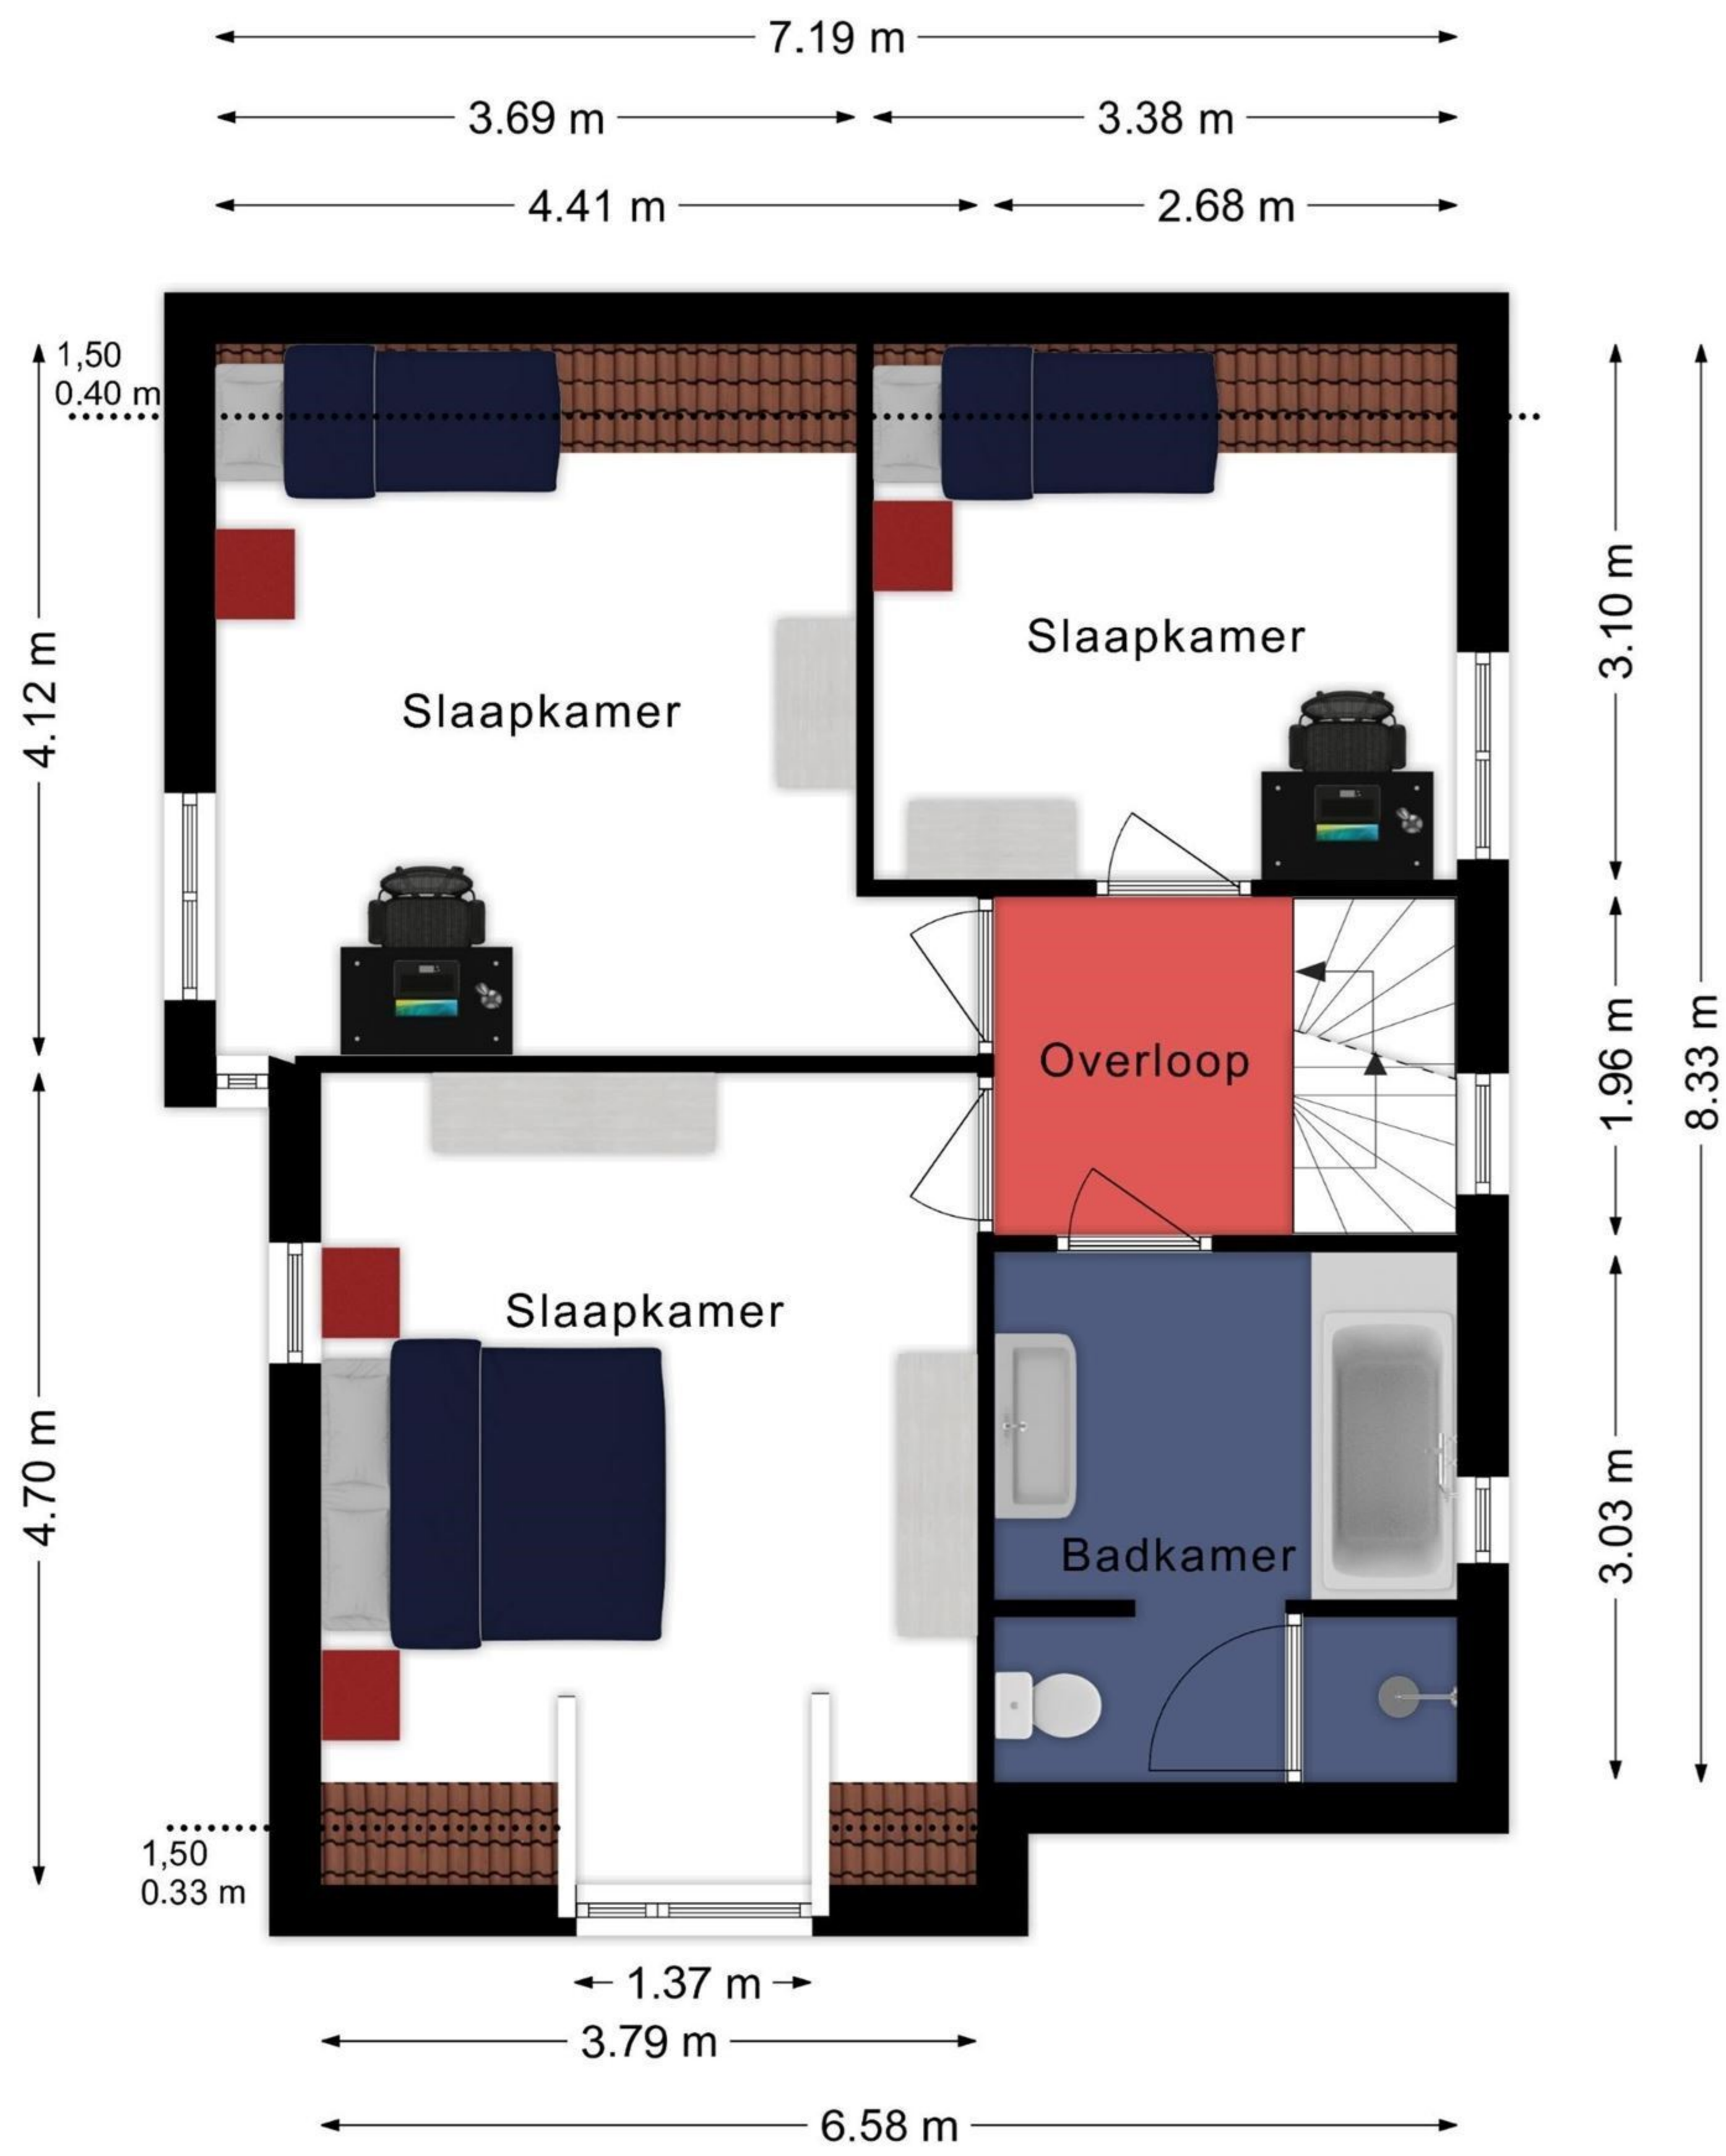 7.19 m
3.69 m
3.38 m
4.41 m
2.68 m
1,50
0.40 m
4.12 m
3.10 m
Slaapkamer
Slaapkamer
Overloop
1.96 m
8.33 m
Slaapkamer
4.70 m
Badkamer
3.03 m
1,50
0.33 m
1.37 m
3.79 m
6.58 m